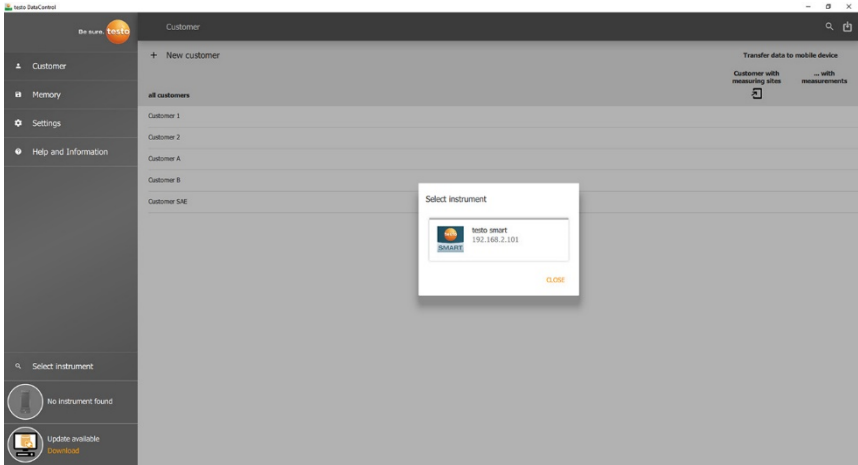 testo DataControl
Be sure. testo
Customer
Customer
Memory
Settings
Help and Information
+ New customer
Transfer data to mobile device
Customer with
measuring sites
... with
measurements
all customers
Customer 1
Customer 2
Customer A
Customer B
Customer SAE
Select instrument
testo
SMART
testo smart
192.168.2.101
CLOSE
Select instrument
No instrument found
Update available
Download